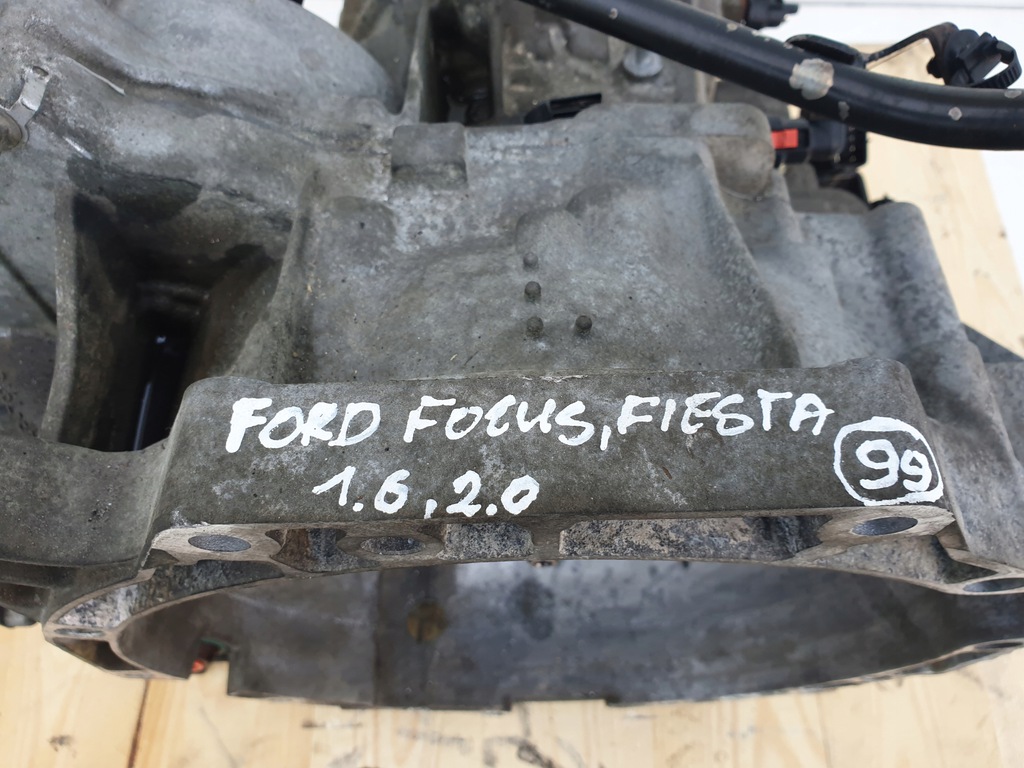 FORD FOCUS, FIESTA
1.6, 2.0
99